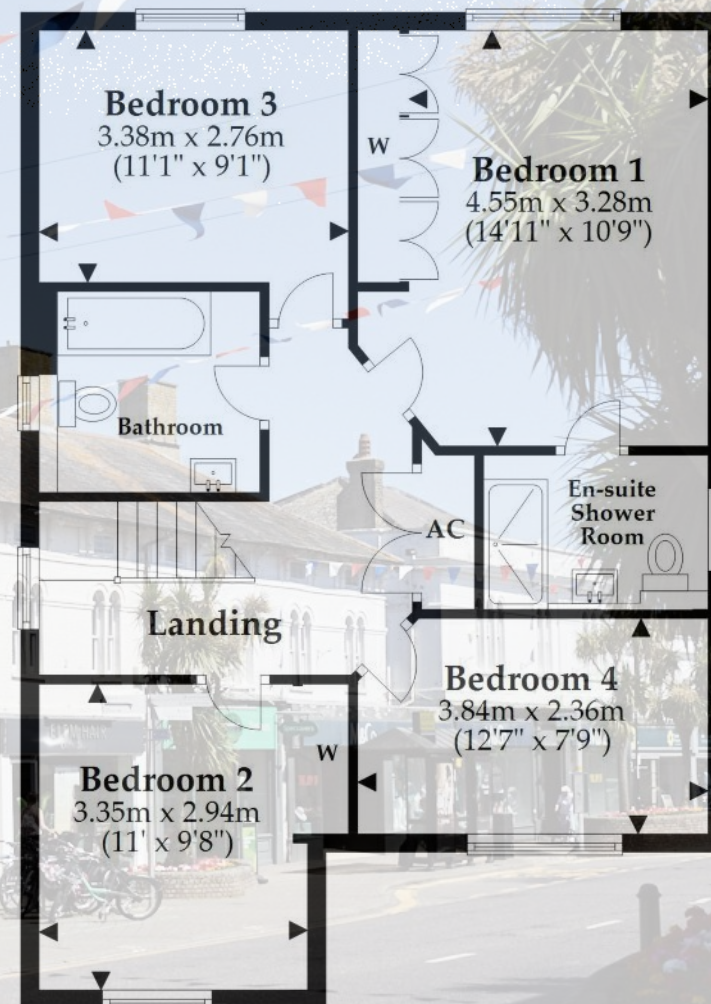 Bedroom 3
3.38m x 2.76m
(11'1" x 9'1")
W
Bedroom 1
4.55m x 3.28m
(14'11" x 10'9")
Bathroom
En-suite
Shower
Room
AC
Landing
Bedroom 4
3.84m x 2.36m
(12'7" x 7'9")
W
Bedroom 2
3.35m x 2.94m
(11' x 9'8")